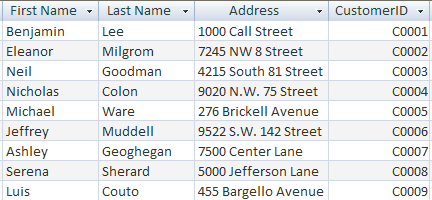 First Name Last Name Address CustomerID
Benjamin Lee 1000 Call Street C0001
Eleanor Milgrom 7245 NW 8 Street C0002
Neil Goodman 4215 South 81 Street C0003
Nicholas Colon 9020 N.W. 75 Street C0004
Michael Ware 276 Brickell Avenue C0005
Jeffrey Muddell 9522 S.W. 142 Street C0006
Ashley Geoghegan 7500 Center Lane C0007
Serena Sherard 5000 Jefferson Lane C0008
Luis Couto 455 Bargello Avenue C0009